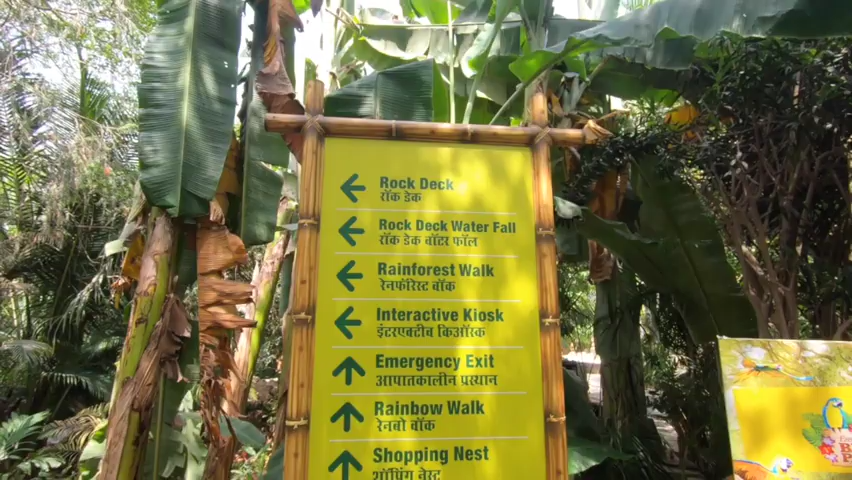 Rock Deck
रॉक डेक
Rock Deck Water Fall
रॉक डेक वॉटर फॉल
Rainforest Walk
रेनफॉरेस्ट वॉक
Interactive Kiosk
इंटरएक्टीव किऑस्क
Emergency Exit
आपातकालीन प्रस्थान
Rainbow Walk
रेनबो वॉक
Shopping Nest
शॉपिंग नेस्ट